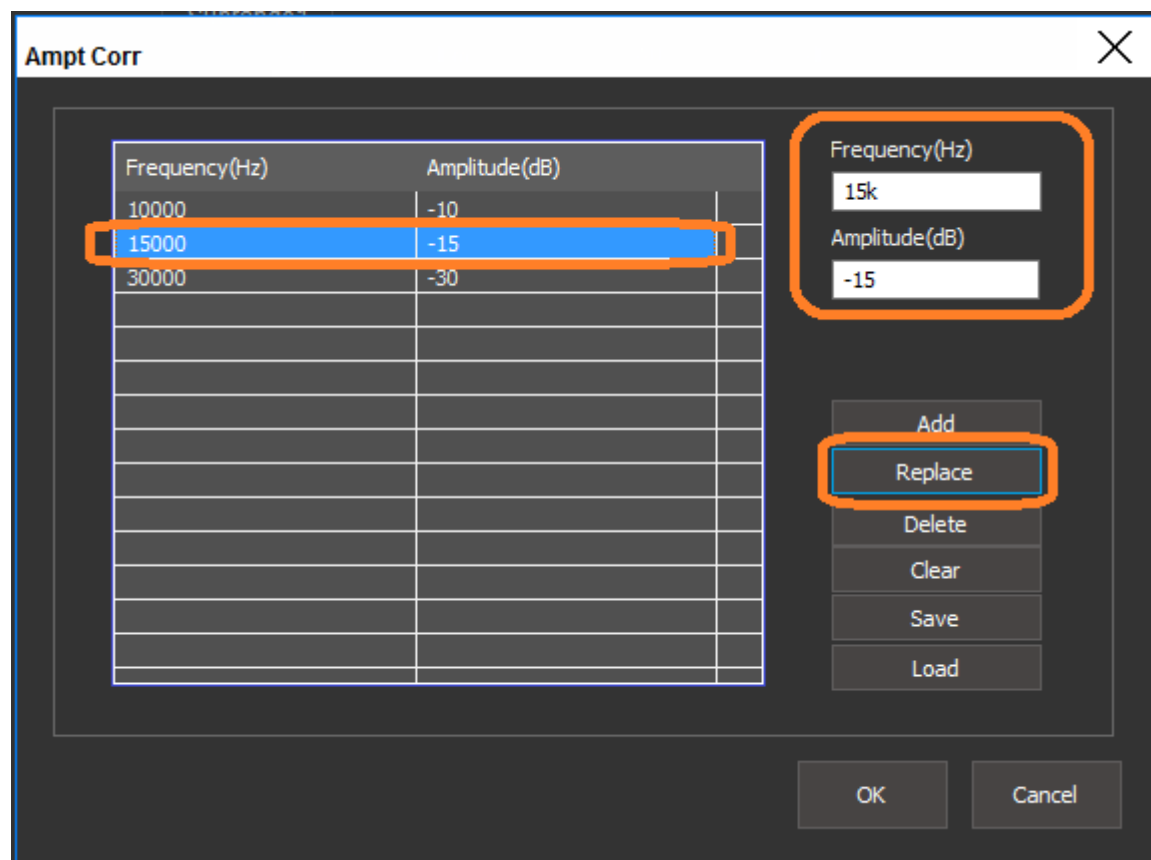 Ampt Corr
Frequency(Hz) Amplitude(dB)
10000 -10
15000 -15
30000 -30
Frequency(Hz)
15k
Amplitude(dB)
-15
Add
Replace
Delete
Clear
Save
Load
OK Cancel